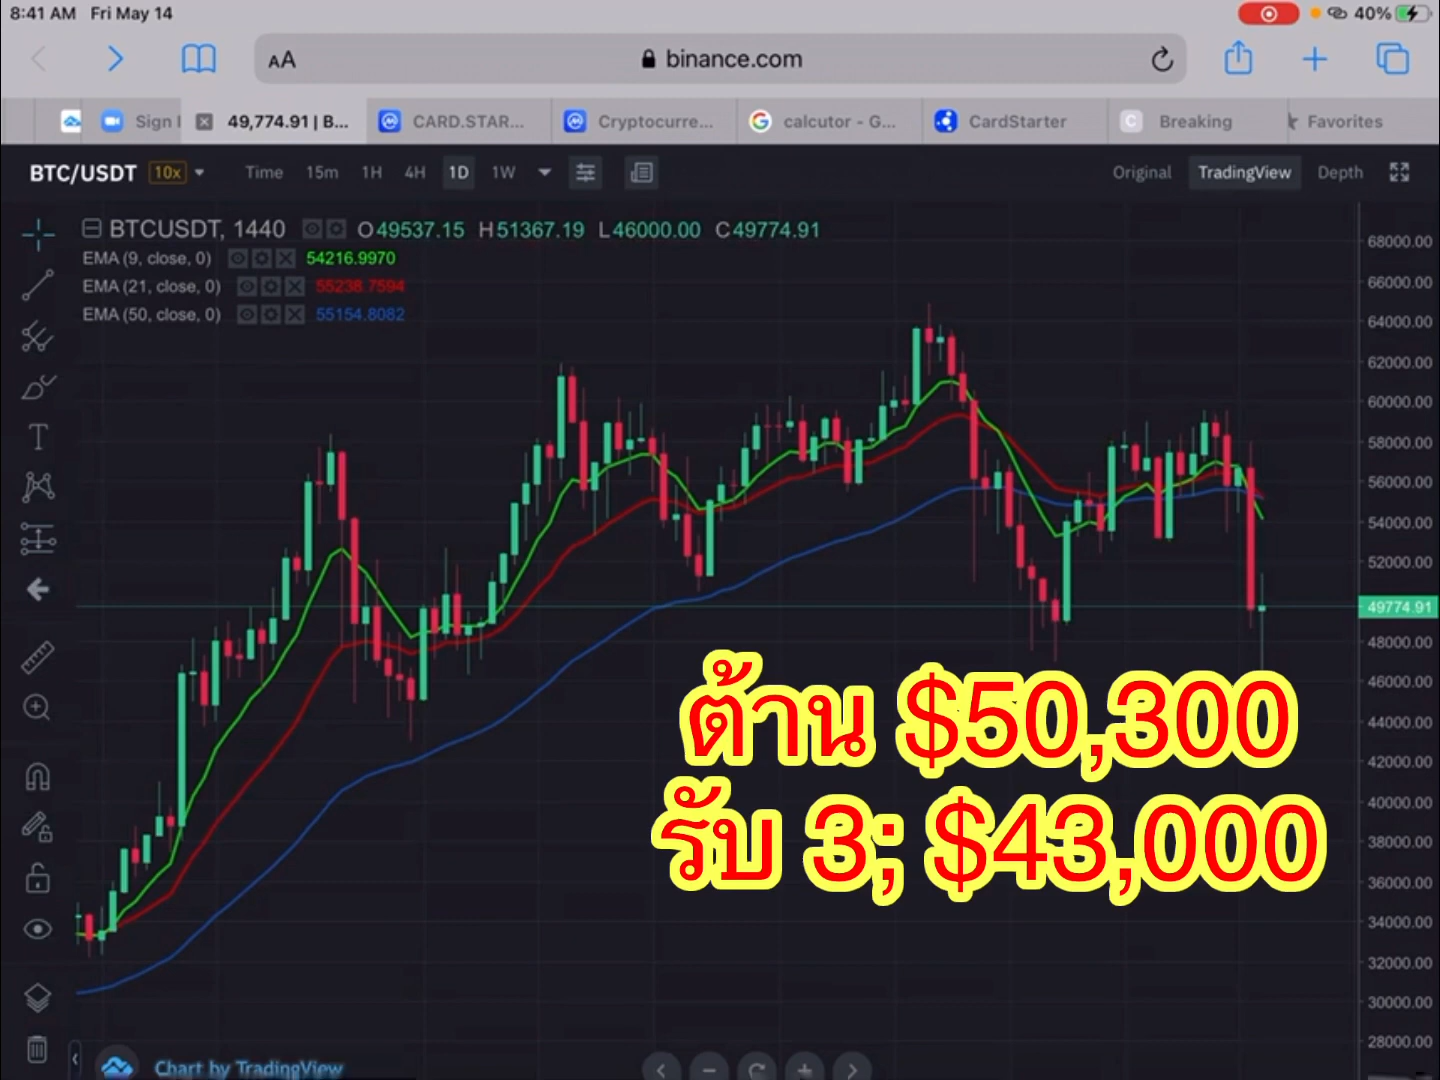 8:41 AM Fri May 14
40%
AA
binance.com
Sign
49,774.91 | B...
CARD.STAR...
Cryptocurre...
calcutor - G...
CardStarter
Breaking
Favorites
BTC/USDT 10x Time 15m 1H 4H 1D 1W Original TradingView Depth
BTCUSDT, 1440 O49537.15 H51367.19 L46000.00 C49774.91
EMA (9, close, 0) 54216.9970
EMA (21, close, 0) 55238.7594
EMA (50, close, 0) 55154.8082
68000.00
66000.00
64000.00
62000.00
60000.00
58000.00
56000.00
54000.00
52000.00
49774.91
48000.00
46000.00
44000.00
42000.00
40000.00
38000.00
36000.00
34000.00
32000.00
30000.00
28000.00
ต้าน $50,300
รับ 3; $43,000
Chart by TradingView